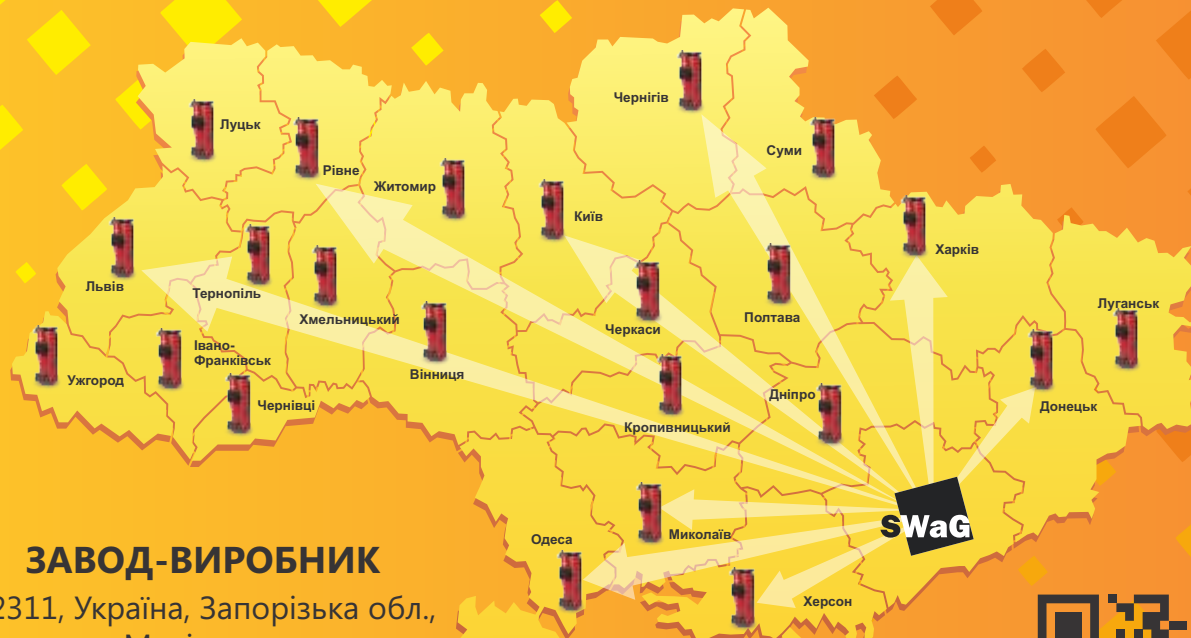 Чернігів
Луцьк
Суми
Рівне
Житомир
Київ
Харків
Львів
Тернопіль
Хмельницький
Черкаси
Полтава
Луганськ
Івано-
Франківськ
Ужгород
Вінниця
Чернівці
Дніпро
Донецьк
Кропивницький
SWaG
Миколаїв
Одеса
Херсон
ЗАВОД-ВИРОБНИК
2311, Україна, Запорізька обл.,